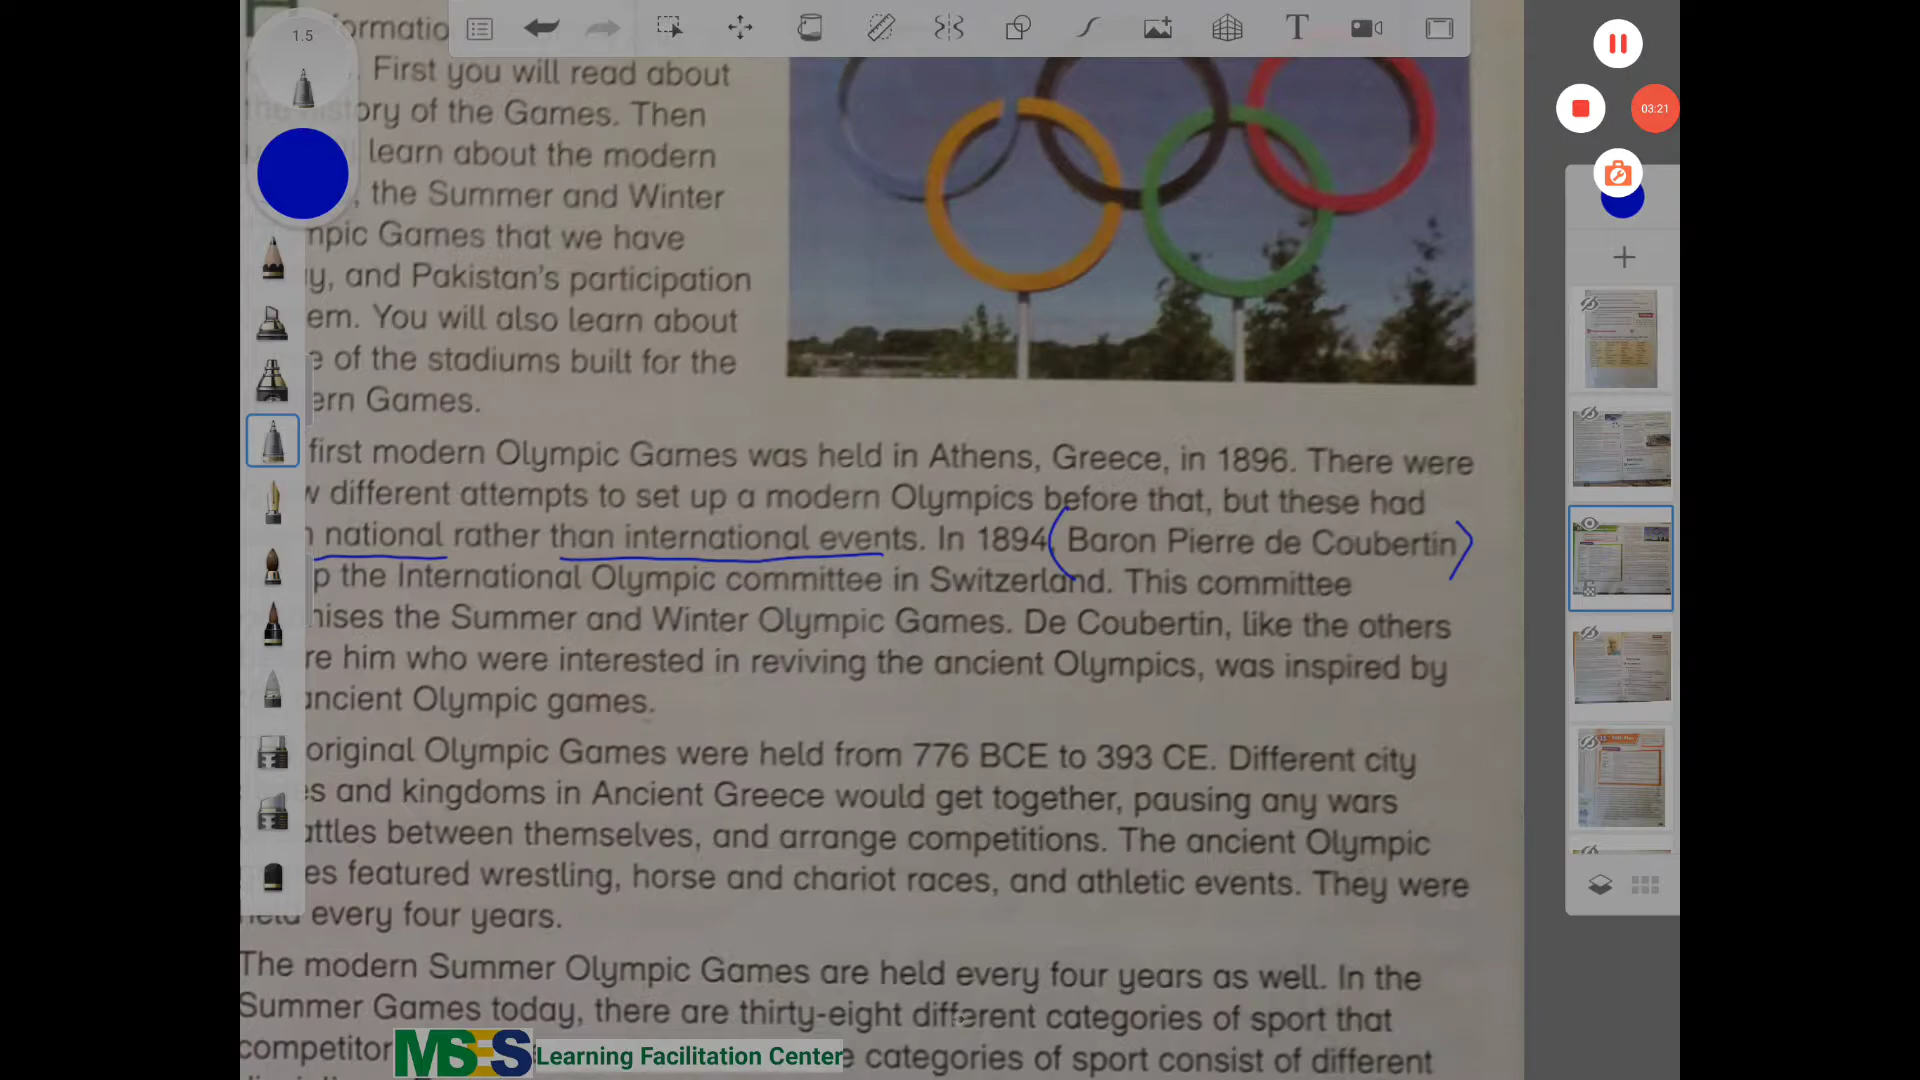 1.5
formatio
. First you will read about
the history of the Games. Then
learn about the modern
, the Summer and Winter
mpic Games that we have
y, and Pakistan's participation
em. You will also learn about
e of the stadiums built for the
ern Games.
first modern Olympic Games was held in Athens, Greece, in 1896. There were
w different attempts to set up a modern Olympics before that, but these had
n national rather than international events. In 1894, Baron Pierre de Coubertin
p the International Olympic committee in Switzerland. This committee
nises the Summer and Winter Olympic Games. De Coubertin, like the others
re him who were interested in reviving the ancient Olympics, was inspired by
ancient Olympic games.
original Olympic Games were held from 776 BCE to 393 CE. Different city
es and kingdoms in Ancient Greece would get together, pausing any wars
attles between themselves, and arrange competitions. The ancient Olympic
es featured wrestling, horse and chariot races, and athletic events. They were
held every four years.
The modern Summer Olympic Games are held every four years as well. In the
Summer Games today, there are thirty-eight different categories of sport that
competitor
e categories of sport consist of different
MSES Learning Facilitation Center
T
03:21